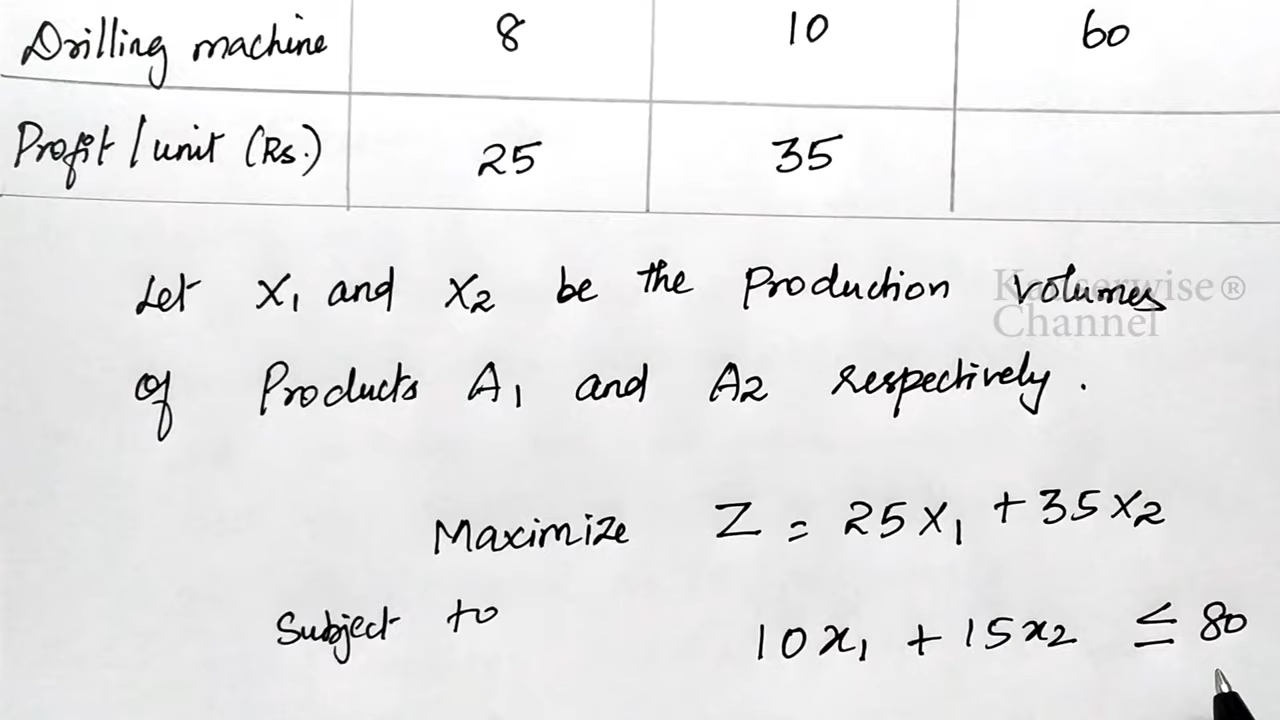 Drilling machine 8 10 60
Profit / unit (Rs.) 25 35
Let X₁ and X₂ be the Production volumes
Karserwise®
Channel
of Products A₁ and A₂ respectively.
Maximize Z = 25X₁ + 35X₂
Subject to 10x₁ + 15x₂ ≤ 80